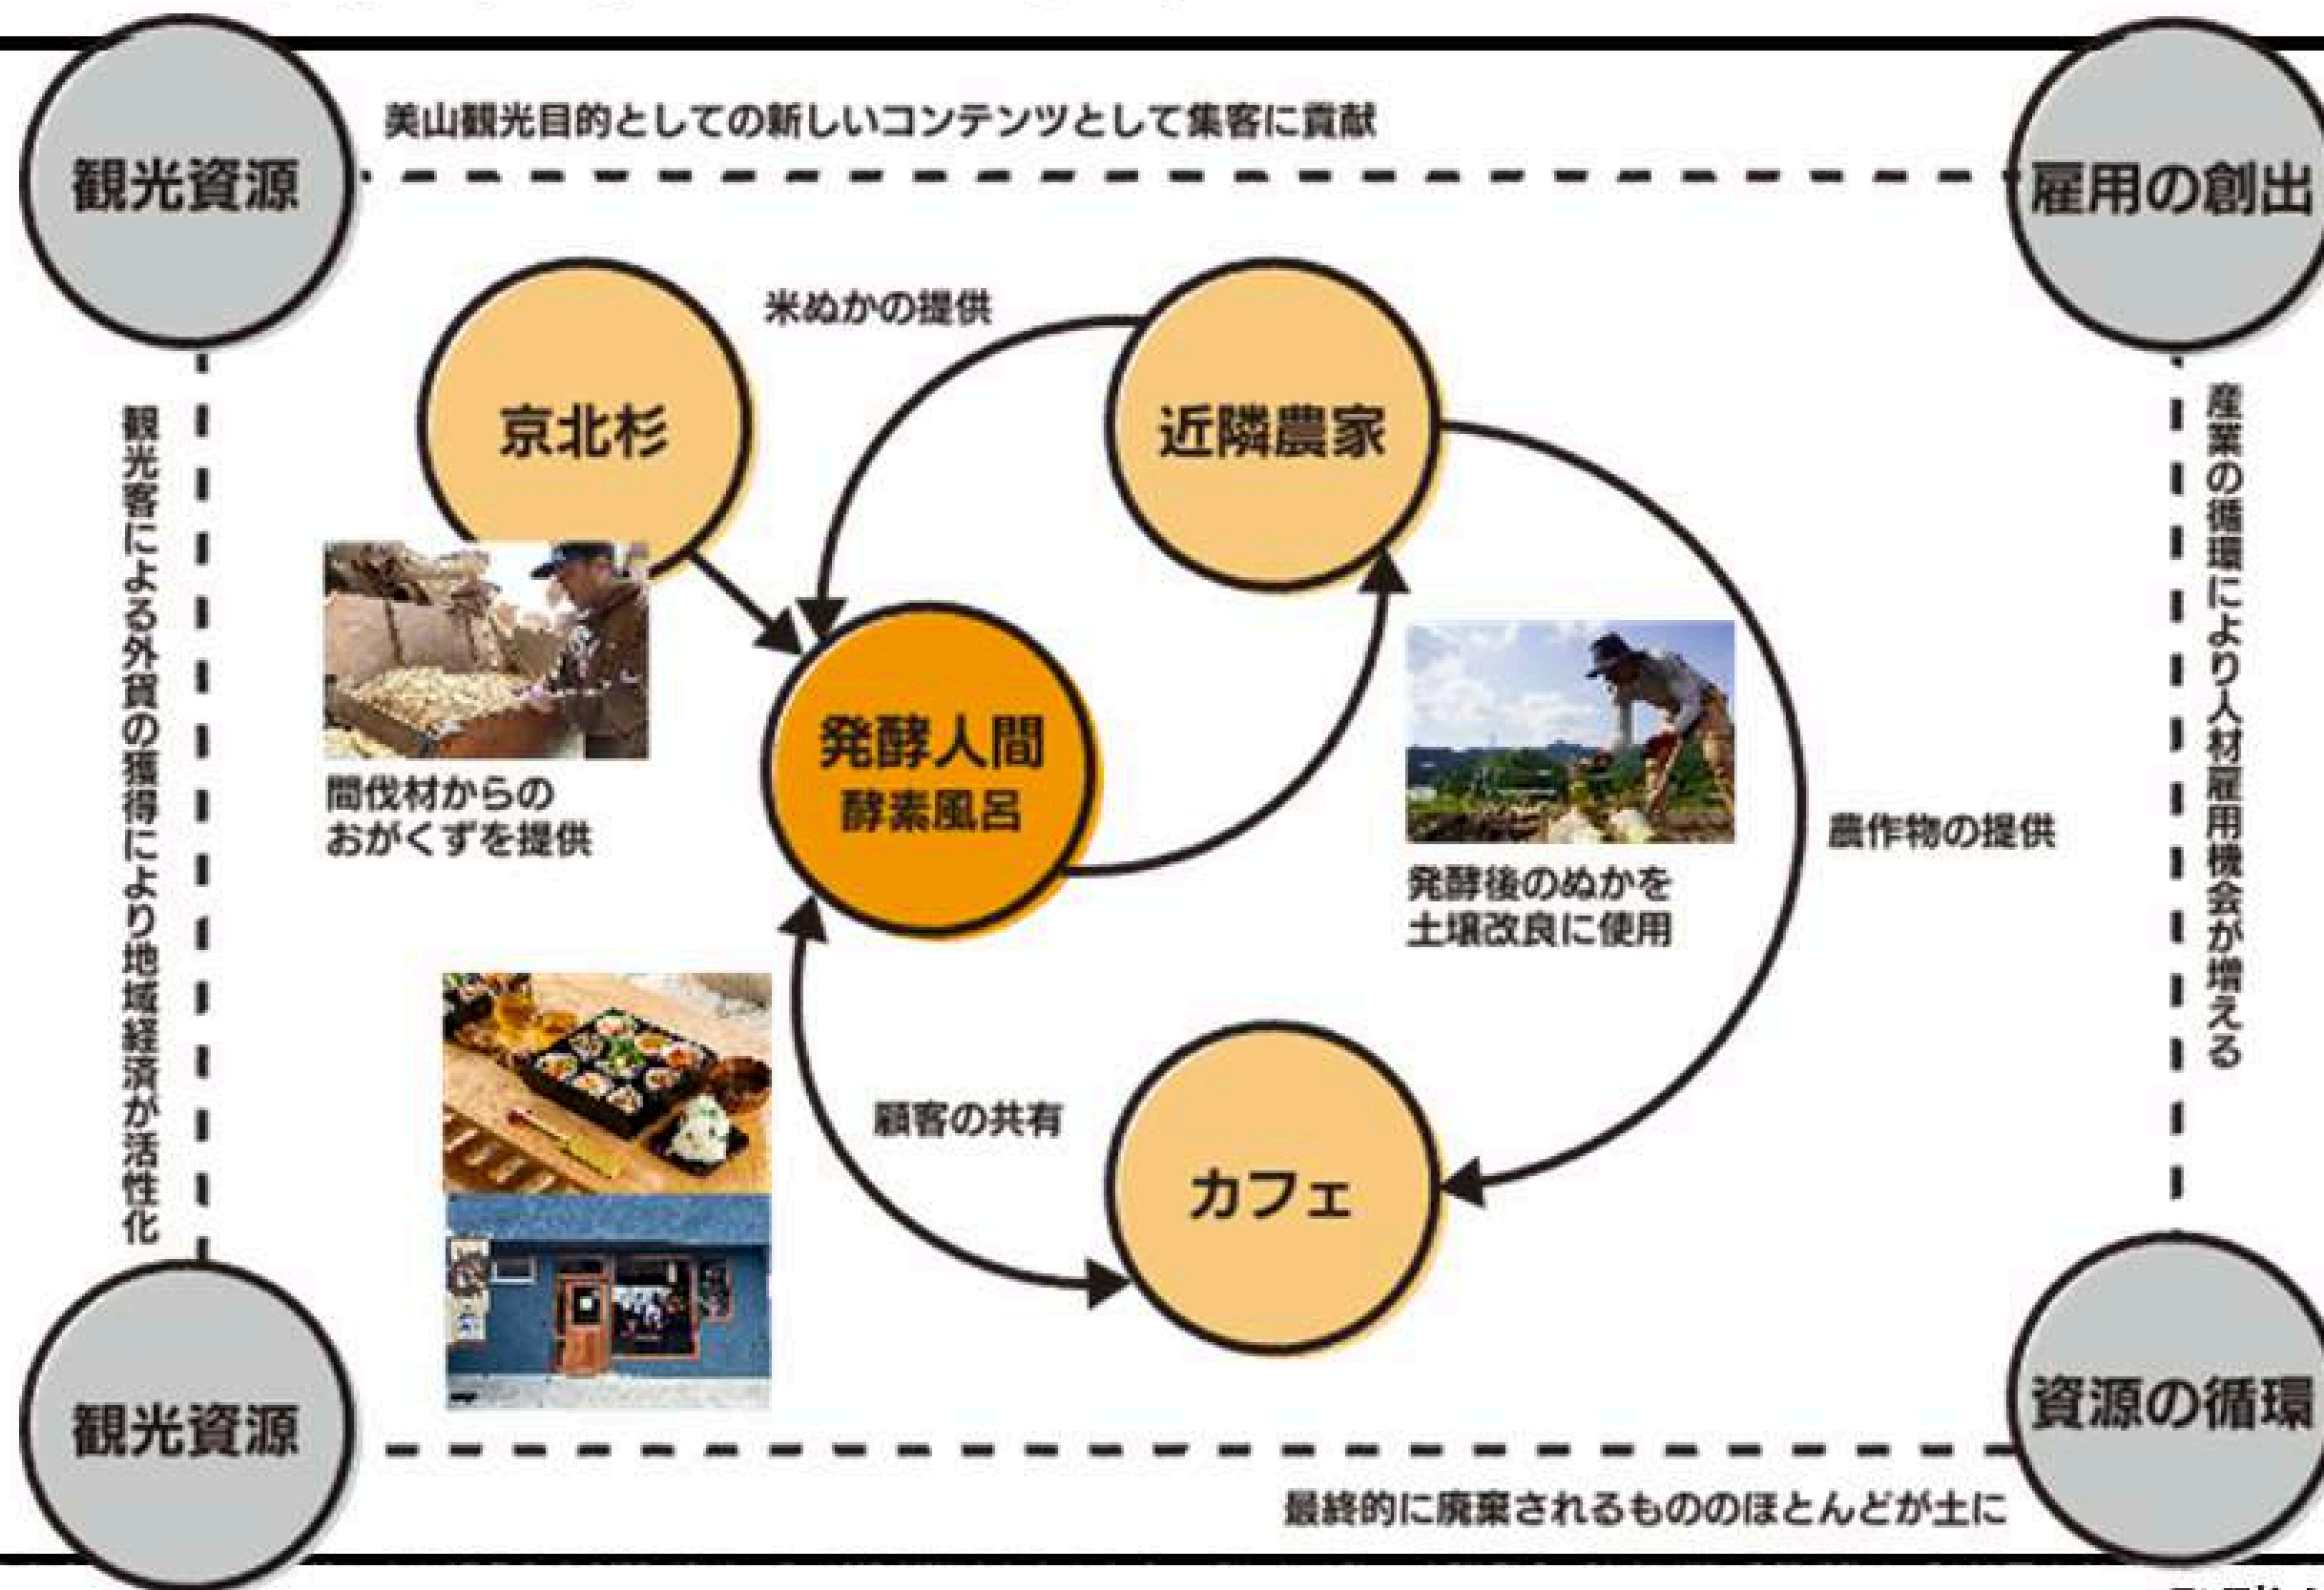 観光資源
美山観光目的としての新しいコンテンツとして集客に貢献
雇用の創出
京北杉
米ぬかの提供
近隣農家
観光客による外貨の獲得により地域経済が活性化
産業の循環により人材雇用機会が増える
間伐材からの
おがくずを提供
発酵人間
酵素風呂
発酵後のぬかを
土壌改良に使用
農作物の提供
顧客の共有
カフェ
観光資源
資源の循環
最終的に廃棄されるもののほとんどが土に